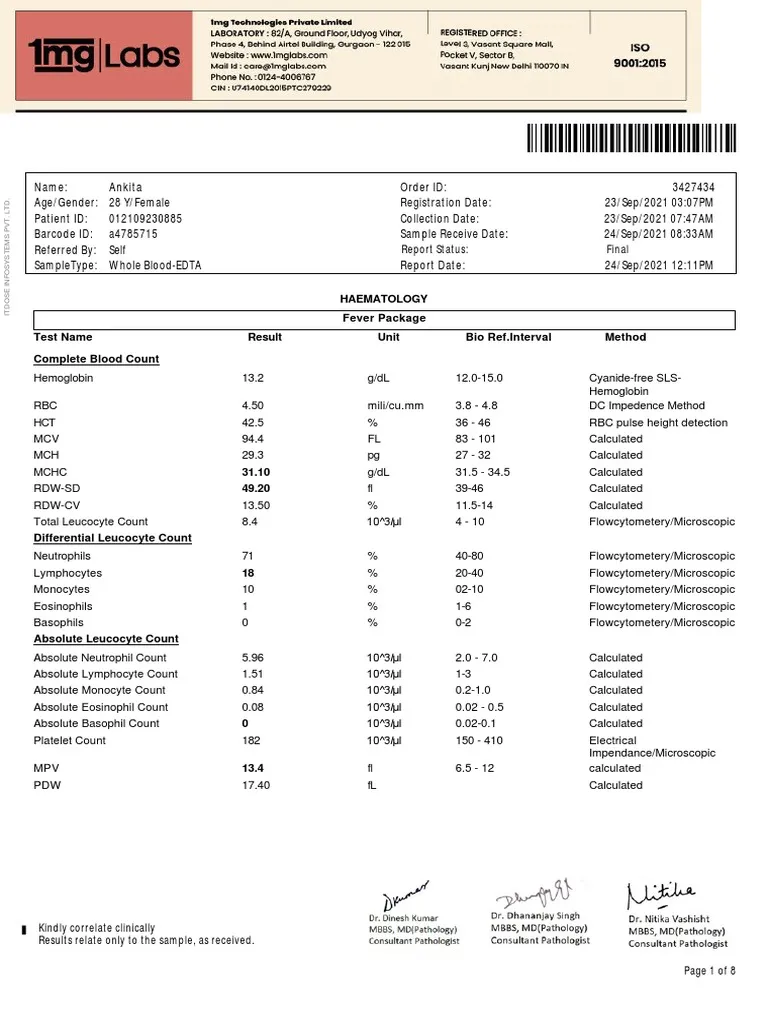 1mg Labs
1mg Technologies Private Limited
LABORATORY : 82/A, Ground Floor, Udyog Vihar,
Phase 4, Behind Airtel Building, Gurgaon - 122 015
Website : www.1mglabs.com
Mail Id : care@1mglabs.com
Phone No. : 0124-4006767
CIN : U74140DL2015PTC279229
REGISTERED OFFICE :
Level 3, Vasant Square Mall,
Pocket V, Sector B,
Vasant Kunj New Delhi 110070 IN
ISO
9001:2015
ITDOSE INFOSYSTEMS PVT. LTD.
Name: Ankita Order ID: 3427434
Age/Gender: 28 Y/Female Registration Date: 23/Sep/2021 03:07PM
Patient ID: 012109230885 Collection Date: 23/Sep/2021 07:47AM
Barcode ID: a4785715 Sample Receive Date: 24/Sep/2021 08:33AM
Referred By: Self Report Status: Final
SampleType: Whole Blood-EDTA Report Date: 24/Sep/2021 12:11PM
HAEMATOLOGY
Fever Package
Test Name Result Unit Bio Ref.Interval Method
Complete Blood Count
Hemoglobin 13.2 g/dL 12.0-15.0 Cyanide-free SLS-
Hemoglobin
RBC 4.50 mili/cu.mm 3.8 - 4.8 DC Impedence Method
HCT 42.5 % 36 - 46 RBC pulse height detection
MCV 94.4 FL 83 - 101 Calculated
MCH 29.3 pg 27 - 32 Calculated
MCHC 31.10 g/dL 31.5 - 34.5 Calculated
RDW-SD 49.20 fl 39-46 Calculated
RDW-CV 13.50 % 11.5-14 Calculated
Total Leucocyte Count 8.4 10^3/µl 4 - 10 Flowcytometery/Microscopic
Differential Leucocyte Count
Neutrophils 71 % 40-80 Flowcytometery/Microscopic
Lymphocytes 18 % 20-40 Flowcytometery/Microscopic
Monocytes 10 % 02-10 Flowcytometery/Microscopic
Eosinophils 1 % 1-6 Flowcytometery/Microscopic
Basophils 0 % 0-2 Flowcytometery/Microscopic
Absolute Leucocyte Count
Absolute Neutrophil Count 5.96 10^3/µl 2.0 - 7.0 Calculated
Absolute Lymphocyte Count 1.51 10^3/µl 1-3 Calculated
Absolute Monocyte Count 0.84 10^3/µl 0.2-1.0 Calculated
Absolute Eosinophil Count 0.08 10^3/µl 0.02 - 0.5 Calculated
Absolute Basophil Count 0 10^3/µl 0.02-0.1 Calculated
Platelet Count 182 10^3/µl 150 - 410 Electrical
Impendance/Microscopic
MPV 13.4 fl 6.5 - 12 calculated
PDW 17.40 fL Calculated
Kindly correlate clinically
Results relate only to the sample, as received.
DKumar
Dr. Dinesh Kumar
MBBS, MD(Pathology)
Consultant Pathologist
Dr. Dhananjay Singh
MBBS, MD(Pathology)
Consultant Pathologist
Nitika
Dr. Nitika Vashisht
MBBS, MD(Pathology)
Consultant Pathologist
Page 1 of 8